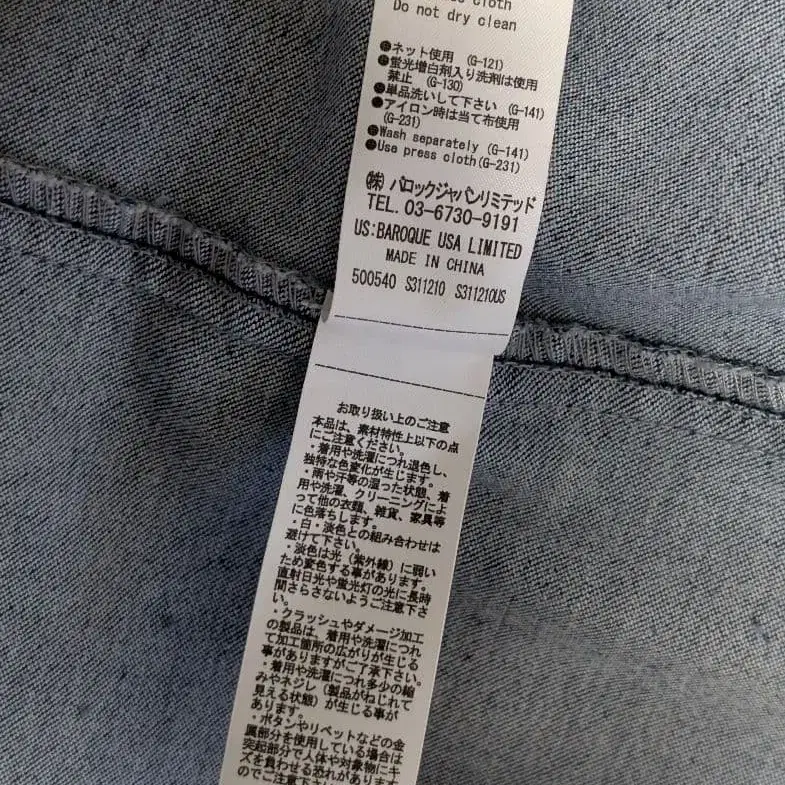 cloth
Do not dry clean
●ネット使用 (G-121)
●蛍光増白剤入り洗剤は使用
禁止 (G-130)
●単品洗いして下さい (G-141)
●アイロン時は当て布使用
(G-231)
●Wash separately (G-141)
●Use press cloth(G-231)
㈱ バロックジャパンリミテッド
TEL. 03-6730-9191
US:BAROQUE USA LIMITED
MADE IN CHINA
500540 S311210 S311210US
お取り扱い上のご注意
本品は、素材特性上以下の点
にご注意ください。
・着用や洗濯につれ退色し、
独特な色変化が生じます。
・雨や汗等の湿った状態、着
用や洗濯、クリーニングによ
って他の衣類、雑貨、家具等
に色落ちします。
・白・淡色との組み合わせは
避けて下さい。
・淡色は光（紫外線）に弱い
ため変色する事があります。
直射日光や蛍光灯の光に長時
間さらさないようご注意下さ
い。
・クラッシュやダメージ加工
の製品は、着用や洗濯につれ
て加工箇所の広がりが生じる
事がありますがご了承下さい。
・着用や洗濯につれ多少の縮
みやネジレ（製品がねじれて
見える状態）が生じる事が
あります。
・ボタンやリベットなどの金
属部分を使用している場合は
突起部分で人体や対象物にキ
ズを負わせる恐れがあります
のでご注意下さい